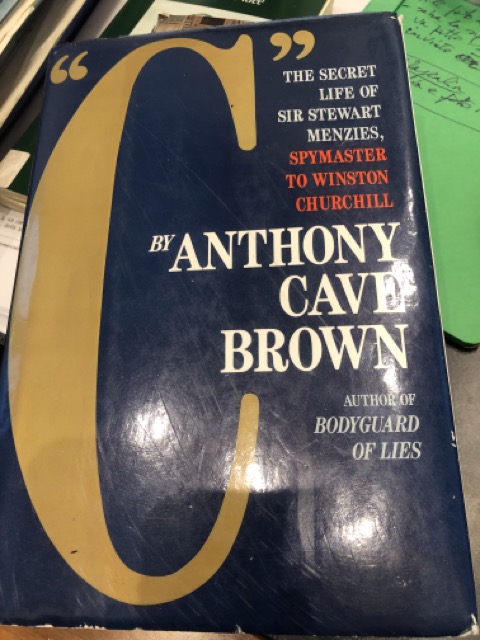 “C”
THE SECRET
LIFE OF
SIR STEWART
MENZIES,
SPYMASTER
TO WINSTON
CHURCHILL
BY ANTHONY
CAVE
BROWN
AUTHOR OF
BODYGUARD
OF LIES